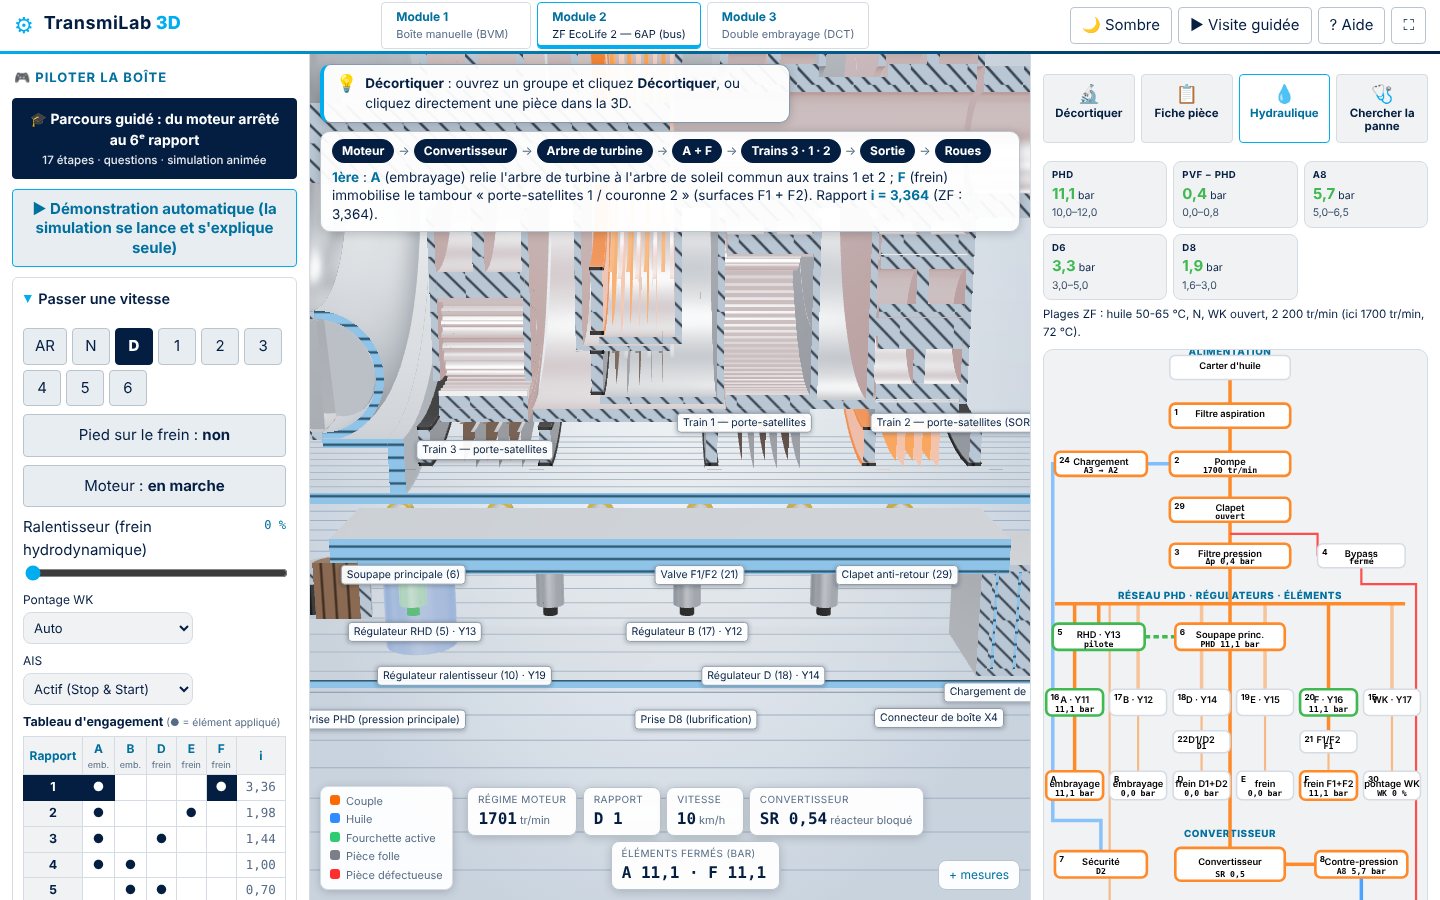 ⚙ TransmiLab 3D
Module 1
Boîte manuelle (BVM)
Module 2
ZF EcoLife 2 — 6AP (bus)
Module 3
Double embrayage (DCT)
🌙 Sombre
▶ Visite guidée
? Aide
🎮 PILOTER LA BOÎTE
🎓 Parcours guidé : du moteur arrêté
au 6ᵉ rapport
17 étapes · questions · simulation animée
▶ Démonstration automatique (la
simulation se lance et s'explique
seule)
▼ Passer une vitesse
AR N D 1 2 3
4 5 6
Pied sur le frein : non
Moteur : en marche
Ralentisseur (frein 0 %
hydrodynamique)
Pontage WK
Auto
AIS
Actif (Stop & Start)
Tableau d'engagement (● = élément appliqué)
Rapport A B D E F i
emb. emb. frein frein frein
1 ● ● 3,36
2 ● ● 1,98
3 ● ● 1,44
4 ● ● 1,00
5 ● ● 0,70
💡 Décortiquer : ouvrez un groupe et cliquez Décortiquer, ou
cliquez directement une pièce dans la 3D.
Moteur → Convertisseur → Arbre de turbine → A + F → Trains 3 · 1 · 2 → Sortie → Roues
1ère : A (embrayage) relie l'arbre de turbine à l'arbre de soleil commun aux trains 1 et 2 ; F (frein)
immobilise le tambour « porte-satellites 1 / couronne 2 » (surfaces F1 + F2). Rapport i = 3,364 (ZF :
3,364).
Train 1 — porte-satellites
Train 2 — porte-satellites (SOR
Train 3 — porte-satellites
Soupape principale (6)
Valve F1/F2 (21)
Clapet anti-retour (29)
Régulateur RHD (5) · Y13
Régulateur B (17) · Y12
Régulateur ralentisseur (10) · Y19
Régulateur D (18) · Y14
Chargement de
Prise PHD (pression principale)
Prise D8 (lubrification)
Connecteur de boîte X4
Couple
Huile
Fourchette active
Pièce folle
Pièce défectueuse
RÉGIME MOTEUR
1701 tr/min
RAPPORT
D 1
VITESSE
10 km/h
CONVERTISSEUR
SR 0,54 réacteur bloqué
ÉLÉMENTS FERMÉS (BAR)
A 11,1 · F 11,1
+ mesures
🔬 Décortiquer
📋 Fiche pièce
💧 Hydraulique
🩺 Chercher la
panne
PHD
11,1 bar
10,0–12,0
PVF − PHD
0,4 bar
0,0–0,8
A8
5,7 bar
5,0–6,5
D6
3,3 bar
3,0–5,0
D8
1,9 bar
1,6–3,0
Plages ZF : huile 50-65 °C, N, WK ouvert, 2 200 tr/min (ici 1700 tr/min,
72 °C).
ALIMENTATION
Carter d'huile
1 Filtre aspiration
24 Chargement
A3 → A2
2 Pompe
1700 tr/min
29 Clapet
ouvert
3 Filtre pression
Δp 0,4 bar
4 Bypass
fermé
RÉSEAU PHD · RÉGULATEURS · ÉLÉMENTS
5 RHD · Y13
pilote
6 Soupape princ.
PHD 11,1 bar
16 A · Y11
11,1 bar
17 B · Y12
18 D · Y14
19 E · Y15
20 F · Y16
11,1 bar
15 WK · Y17
22 D1/D2
D1
21 F1/F2
F1
A embrayage
11,1 bar
B embrayage
0,0 bar
D frein D1+D2
0,0 bar
E frein
0,0 bar
F frein F1+F2
11,1 bar
30 pontage WK
WK 0 %
CONVERTISSEUR
7 Sécurité
D2
Convertisseur
SR 0,5
8 Contre-pression
A8 5,7 bar